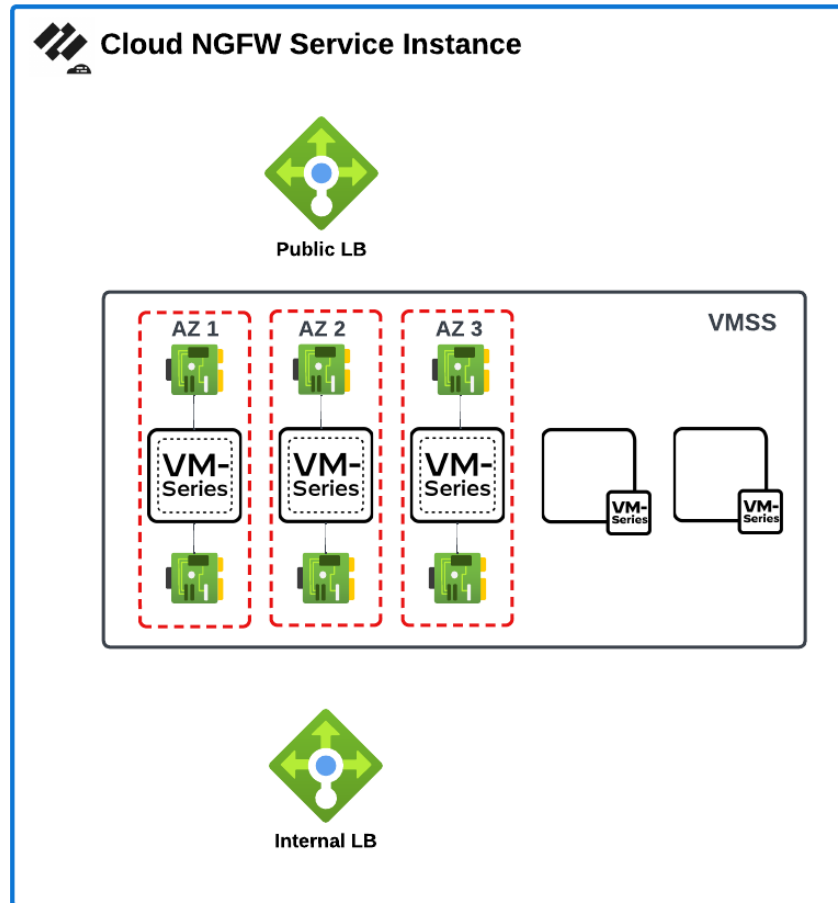 Cloud NGFW Service Instance
Public LB
VMSS
AZ 1
AZ 2
AZ 3
VM-
Series
VM-
Series
VM-
Series
VM-
Series
VM-
Series
Internal LB